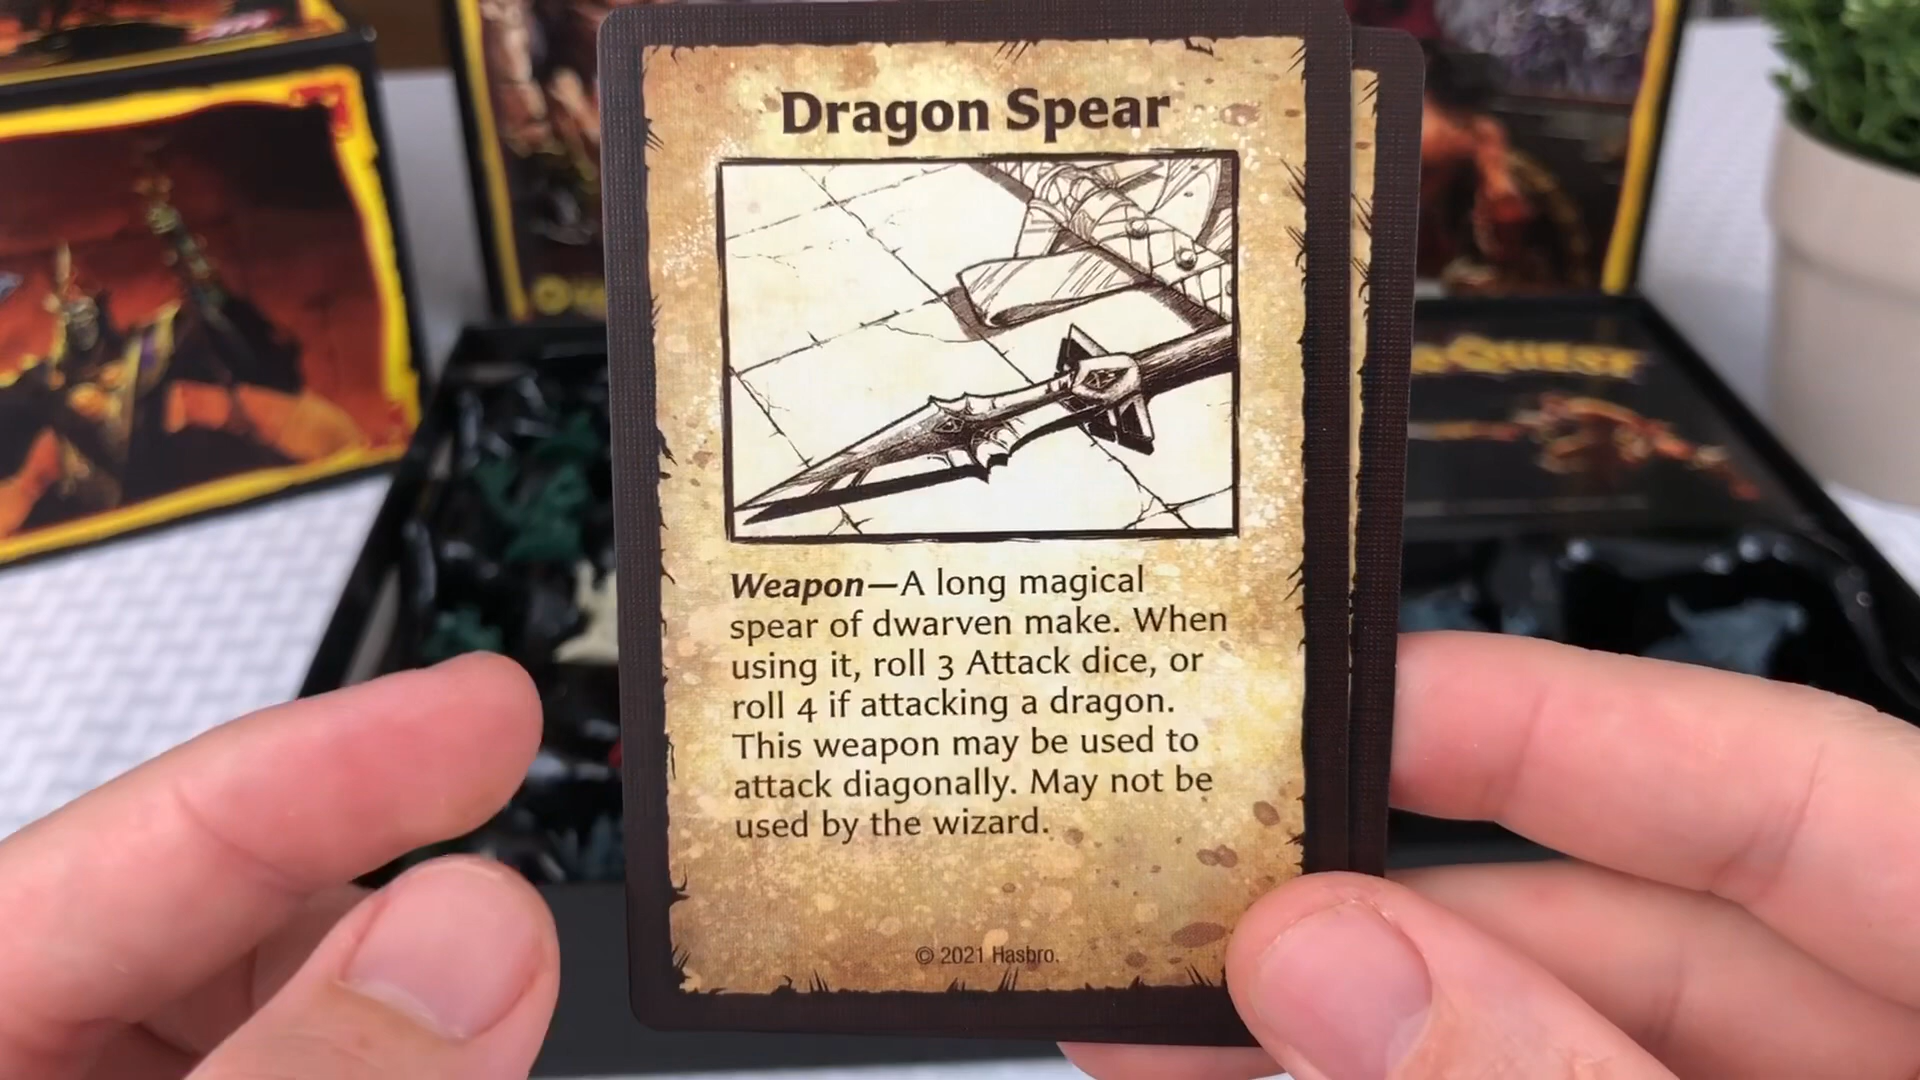 Dragon Spear
Weapon—A long magical
spear of dwarven make. When
using it, roll 3 Attack dice, or
roll 4 if attacking a dragon.
This weapon may be used to
attack diagonally. May not be
used by the wizard.
© 2021 Hasbro.
Quest